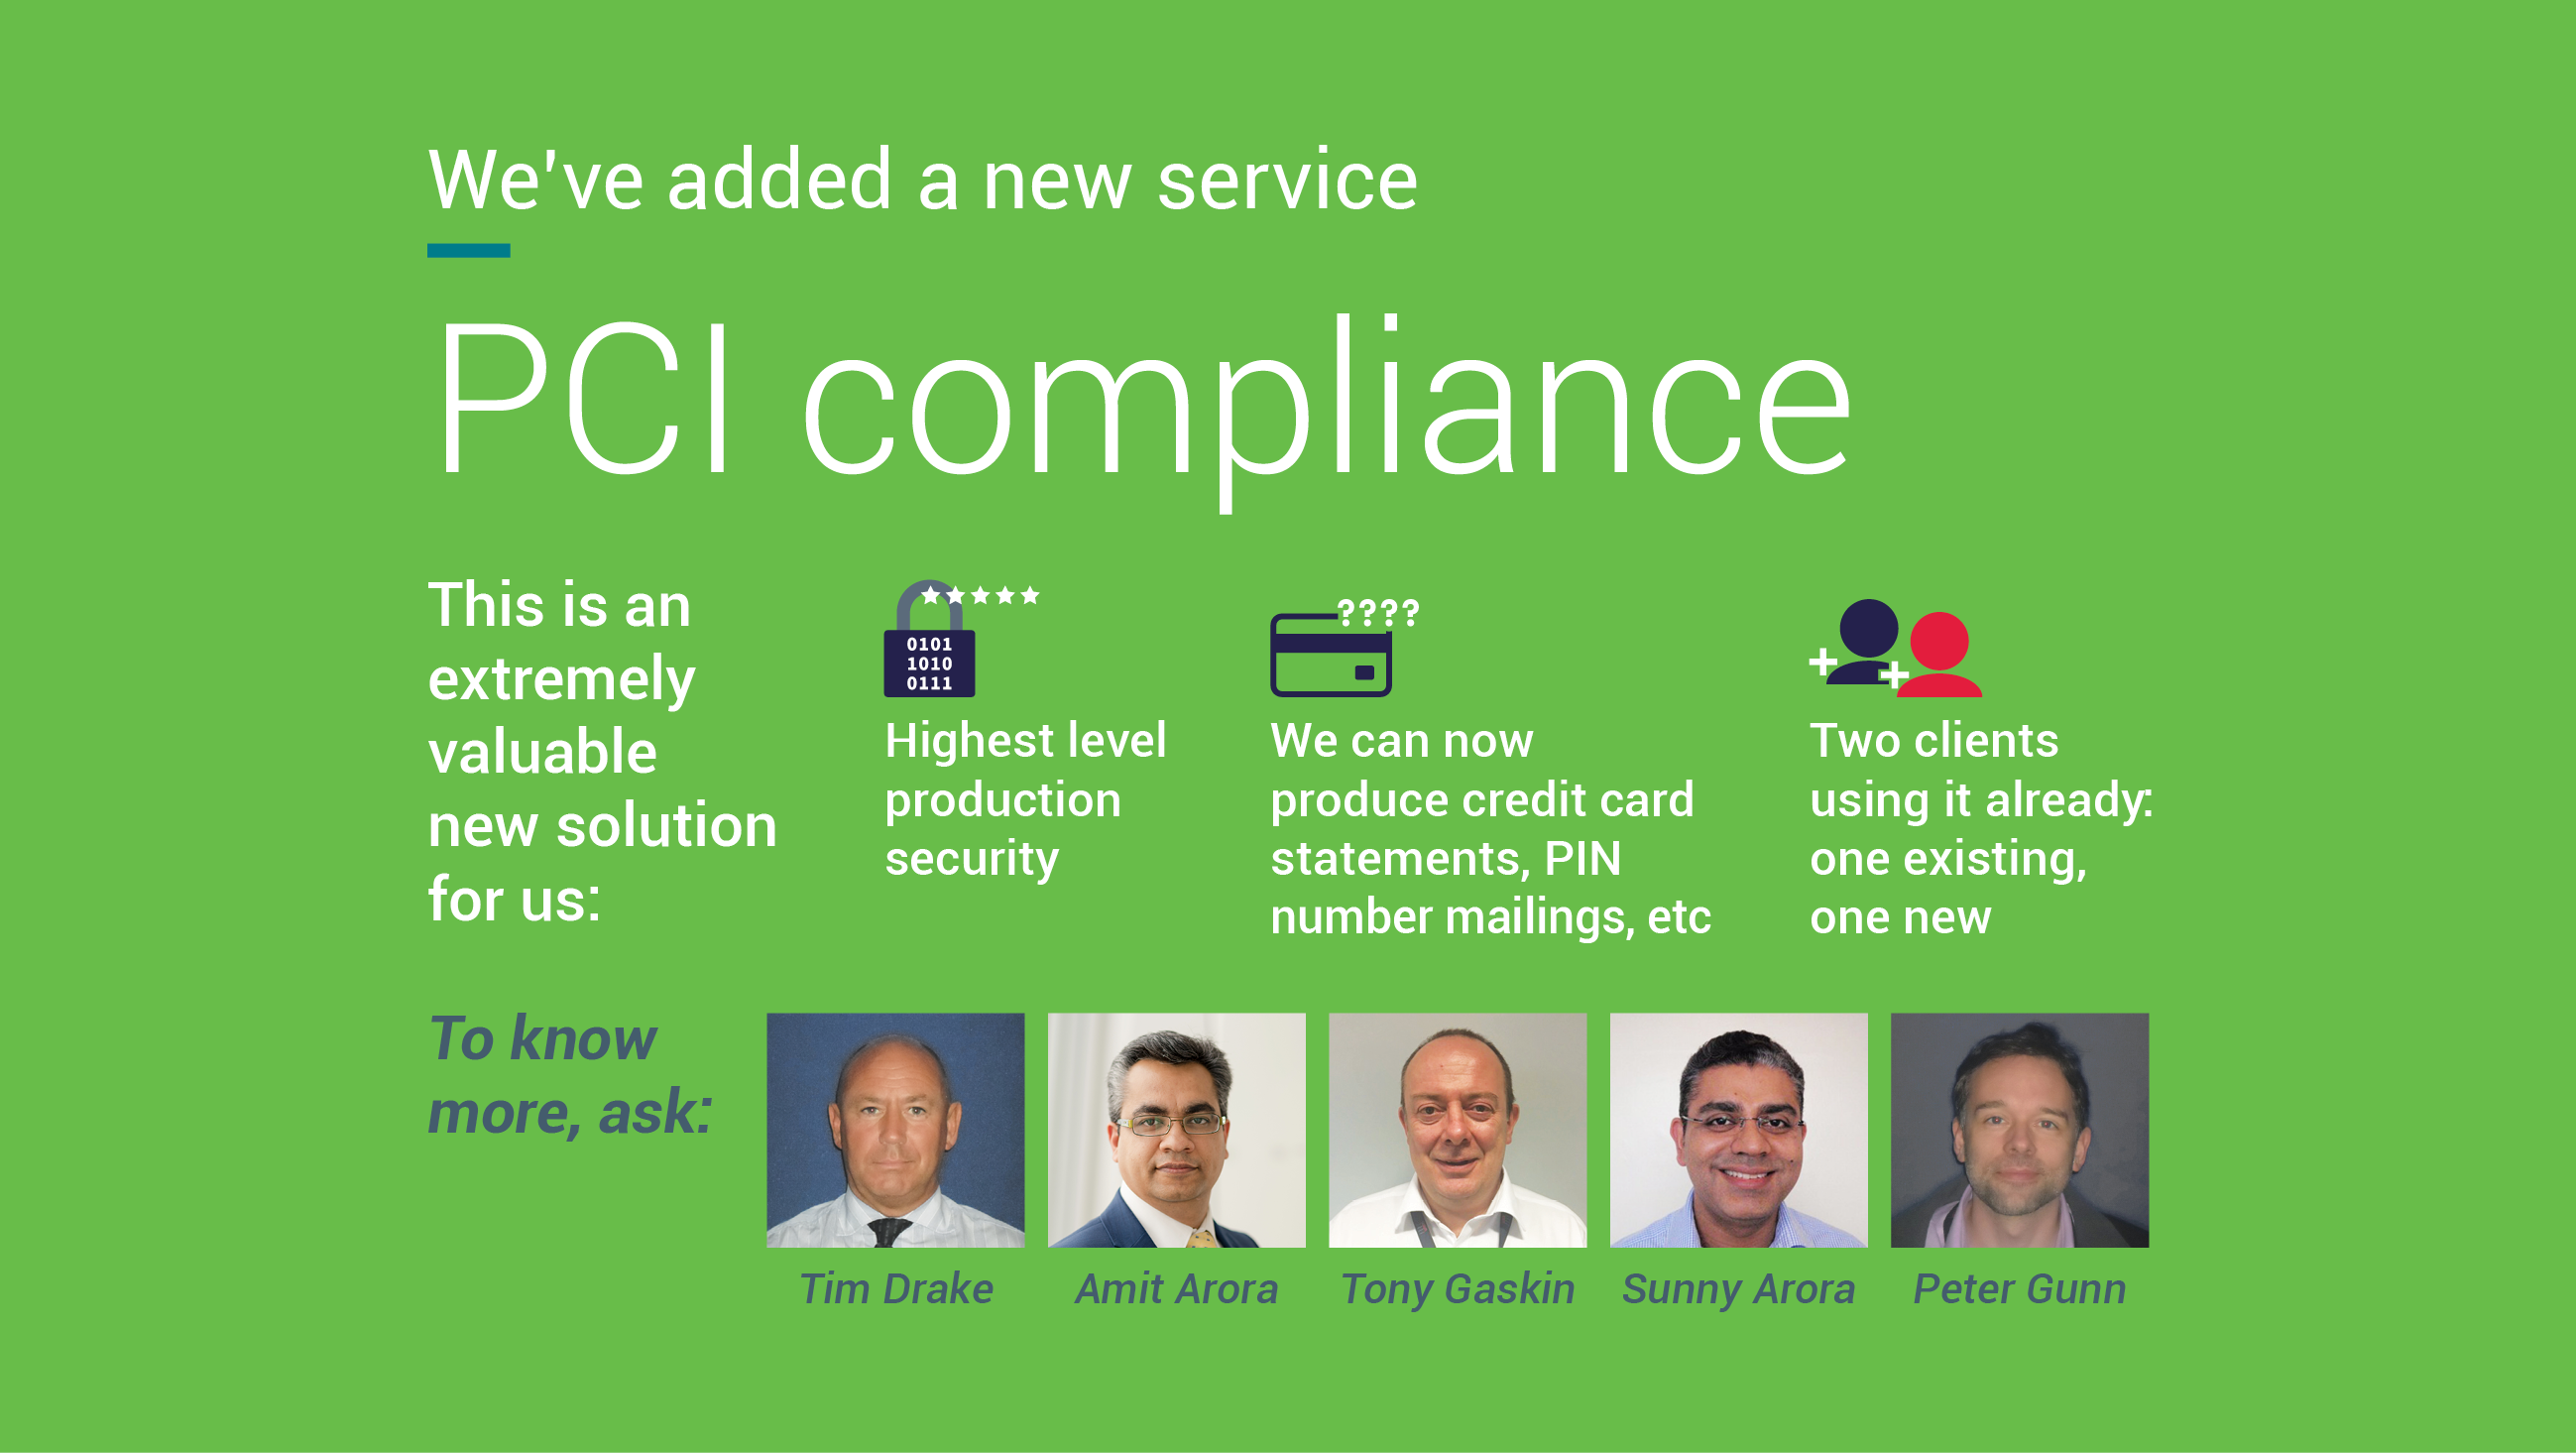 We've added a new service
PCI compliance
This is an
extremely
valuable
new solution
for us:
0101
1010
0111
Highest level
production
security
????
We can now
produce credit card
statements, PIN
number mailings, etc
Two clients
using it already:
one existing,
one new
To know
more, ask:
Tim Drake
Amit Arora
Tony Gaskin
Sunny Arora
Peter Gunn